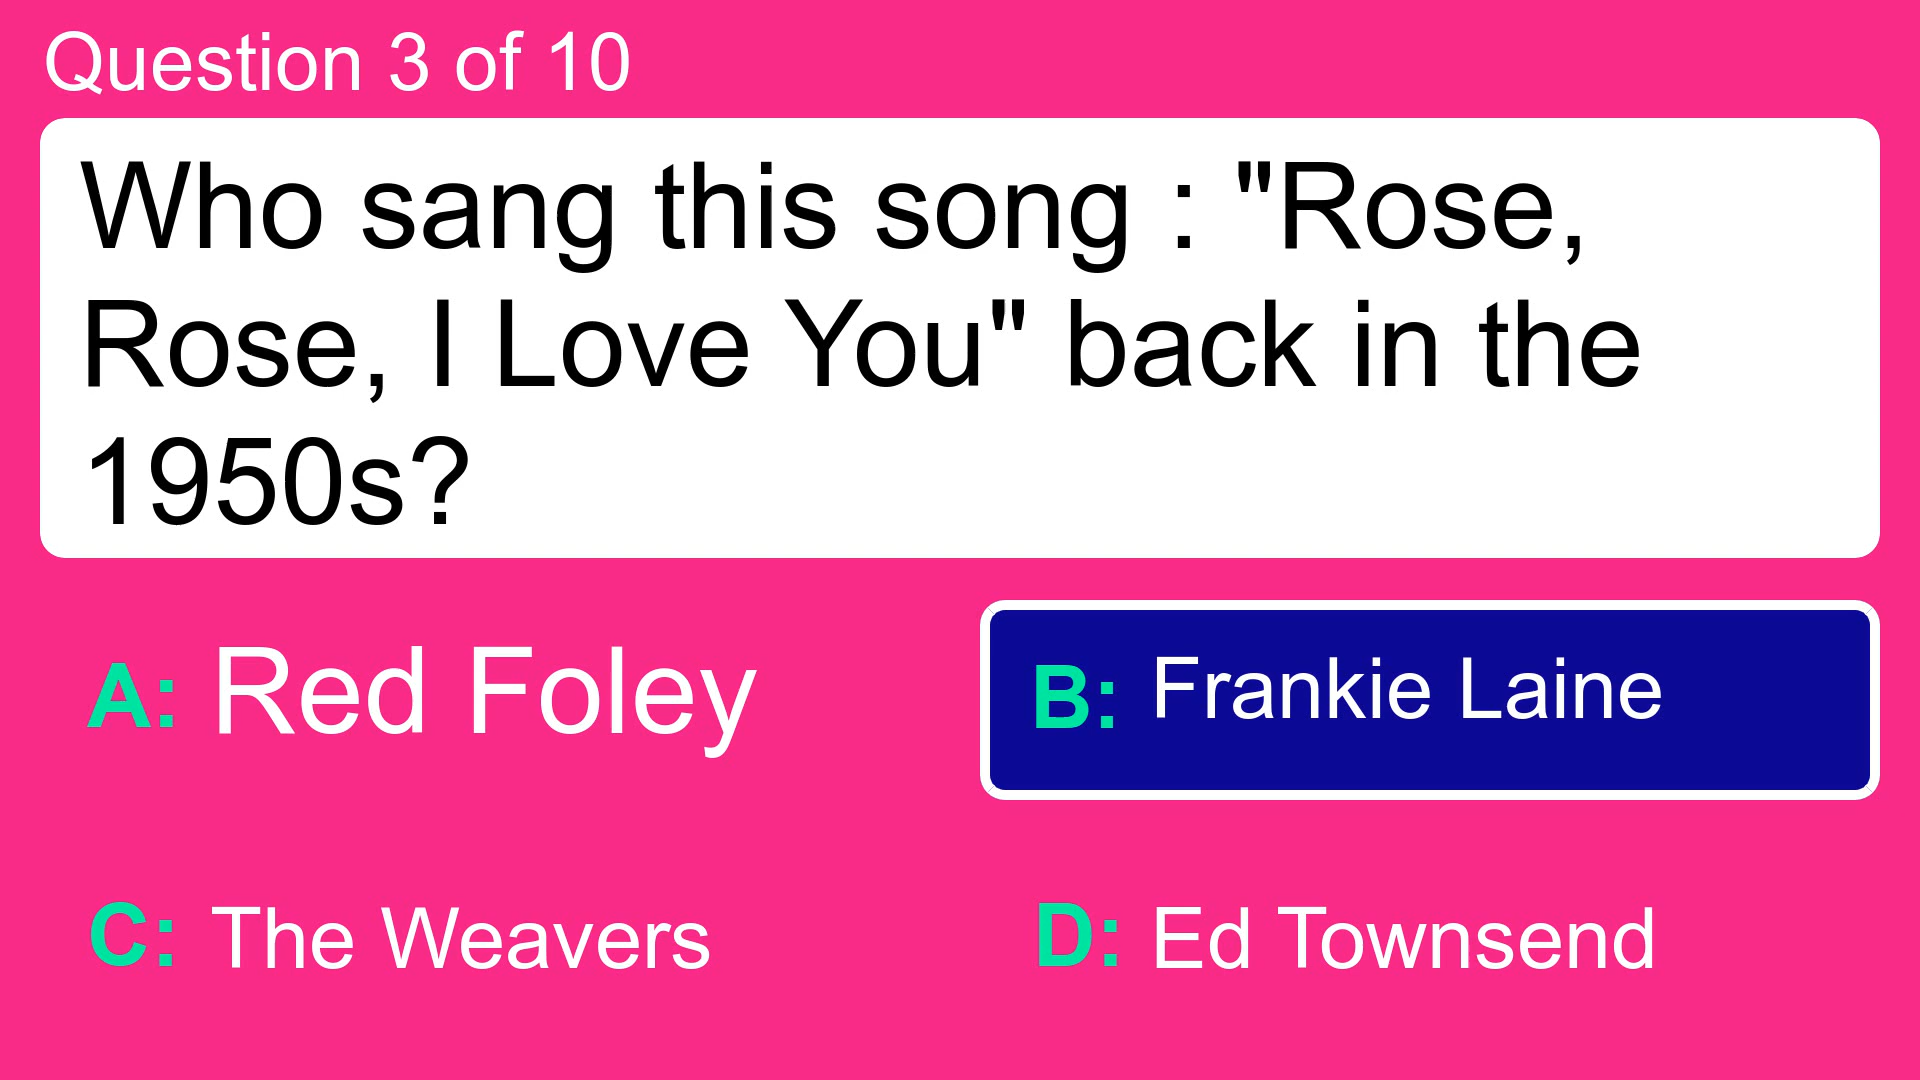 Question 3 of 10
Who sang this song : "Rose,
Rose, I Love You" back in the
1950s?
A: Red Foley
B: Frankie Laine
C: The Weavers
D: Ed Townsend